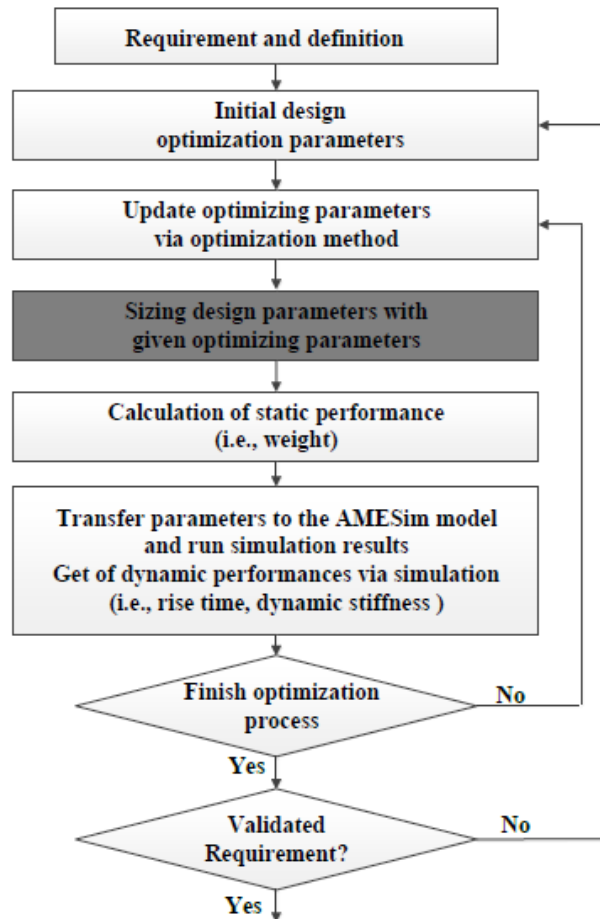 Requirement and definition
Initial design
optimization parameters
Update optimizing parameters
via optimization method
Sizing design parameters with
given optimizing parameters
Calculation of static performance
(i.e., weight)
Transfer parameters to the AMESim model
and run simulation results
Get of dynamic performances via simulation
(i.e., rise time, dynamic stiffness )
Finish optimization
process
No
Yes
Validated
Requirement?
No
Yes